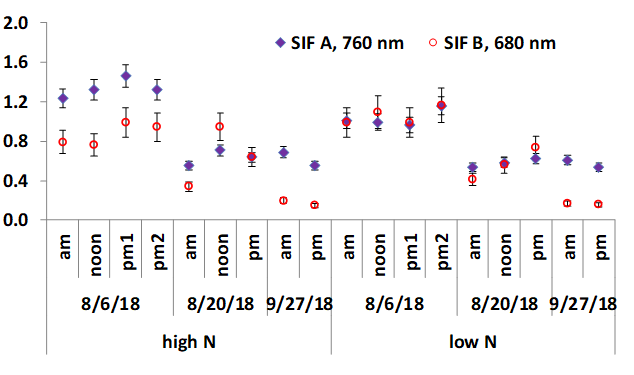 2.0
SIF A, 760 nm SIF B, 680 nm
1.6
1.2
0.8
0.4
0.0
am noon pm1 pm2 am noon pm am pm am noon pm1 pm2 am noon pm am pm
8/6/18 8/20/18 9/27/18 8/6/18 8/20/18 9/27/18
high N low N